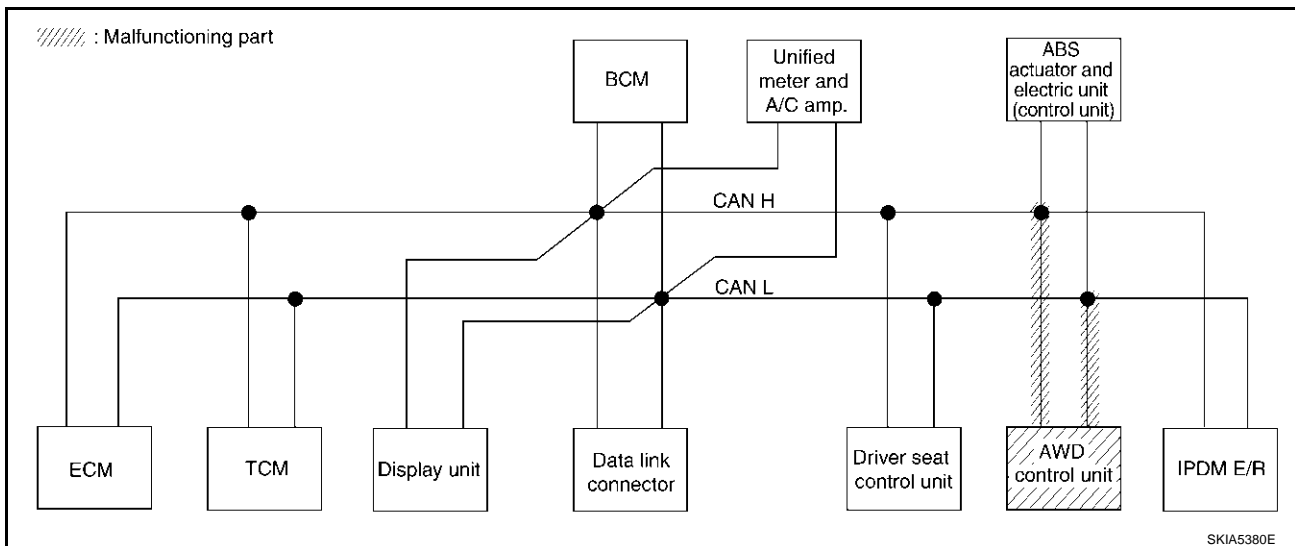 : Malfunctioning part
BCM
Unified
meter and
A/C amp.
ABS
actuator and
electric unit
(control unit)
CAN H
CAN L
ECM
TCM
Display unit
Data link
connector
Driver seat
control unit
AWD
control unit
IPDM E/R
SKIA5380E